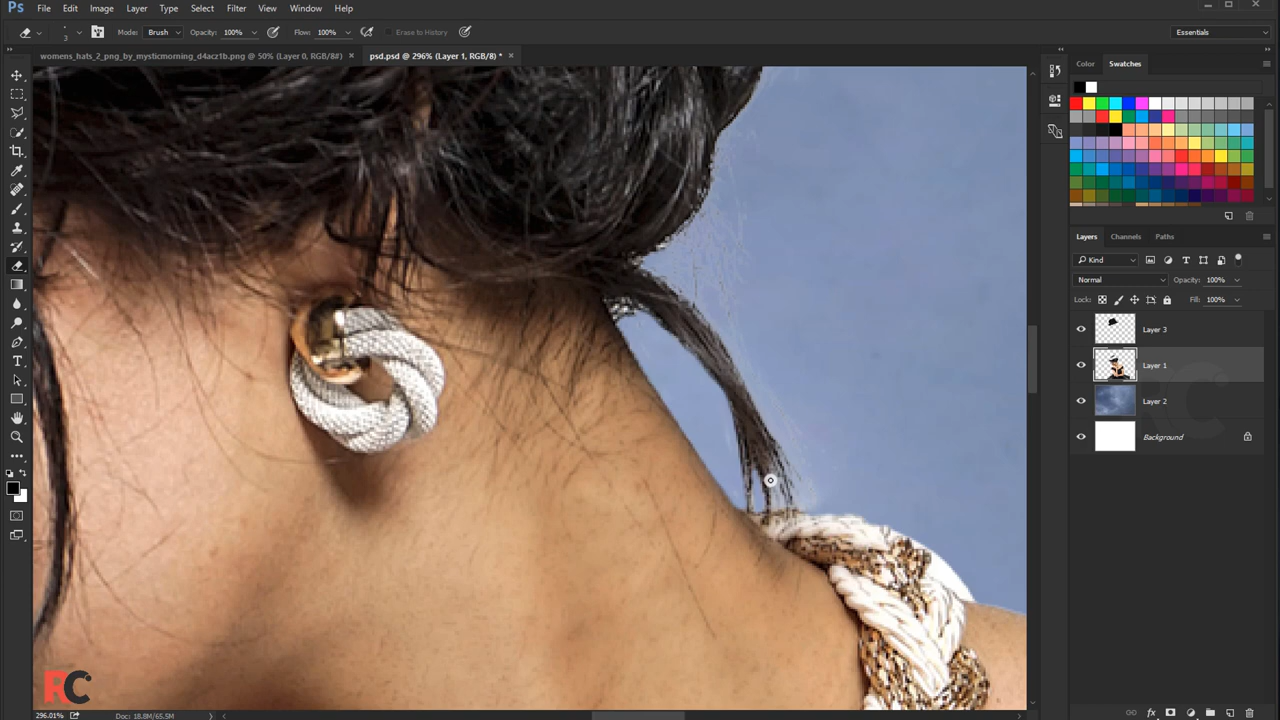 Ps File Edit Image Layer Type Select Filter View Window Help
3 Mode: Brush Opacity: 100% Flow: 100% Erase to History Essentials
womens_hats_2_png_by_mysticmorning_d4acz1b.png @ 50% (Layer 0, RGB/8#) × psd.psd @ 296% (Layer 1, RGB/8) * ×
Color Swatches
Layers Channels Paths
Kind
Normal Opacity: 100%
Lock: Fill: 100%
Layer 3
Layer 1
Layer 2
Background
RC
RC
296.01% Doc: 18.8M/65.5M
fx